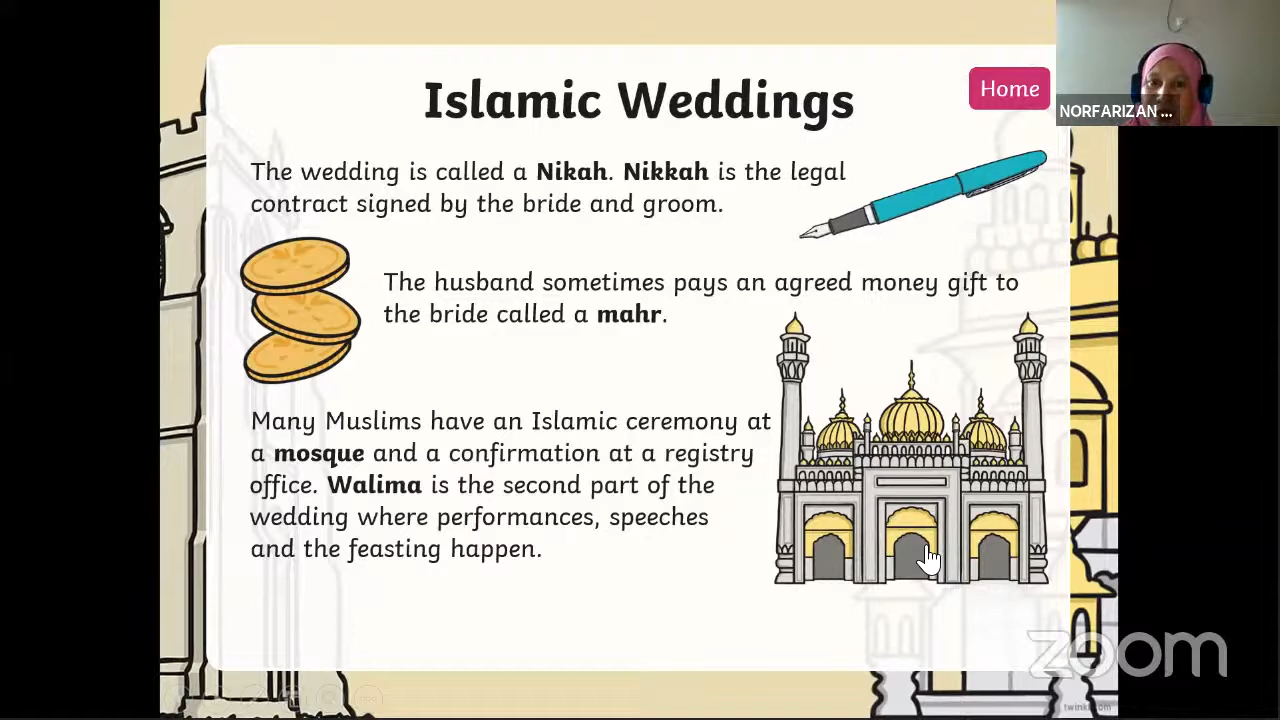 Islamic Weddings
Home
NORFARIZAN ...
The wedding is called a Nikah. Nikkah is the legal
contract signed by the bride and groom.
The husband sometimes pays an agreed money gift to
the bride called a mahr.
Many Muslims have an Islamic ceremony at
a mosque and a confirmation at a registry
office. Walima is the second part of the
wedding where performances, speeches
and the feasting happen.
zoom